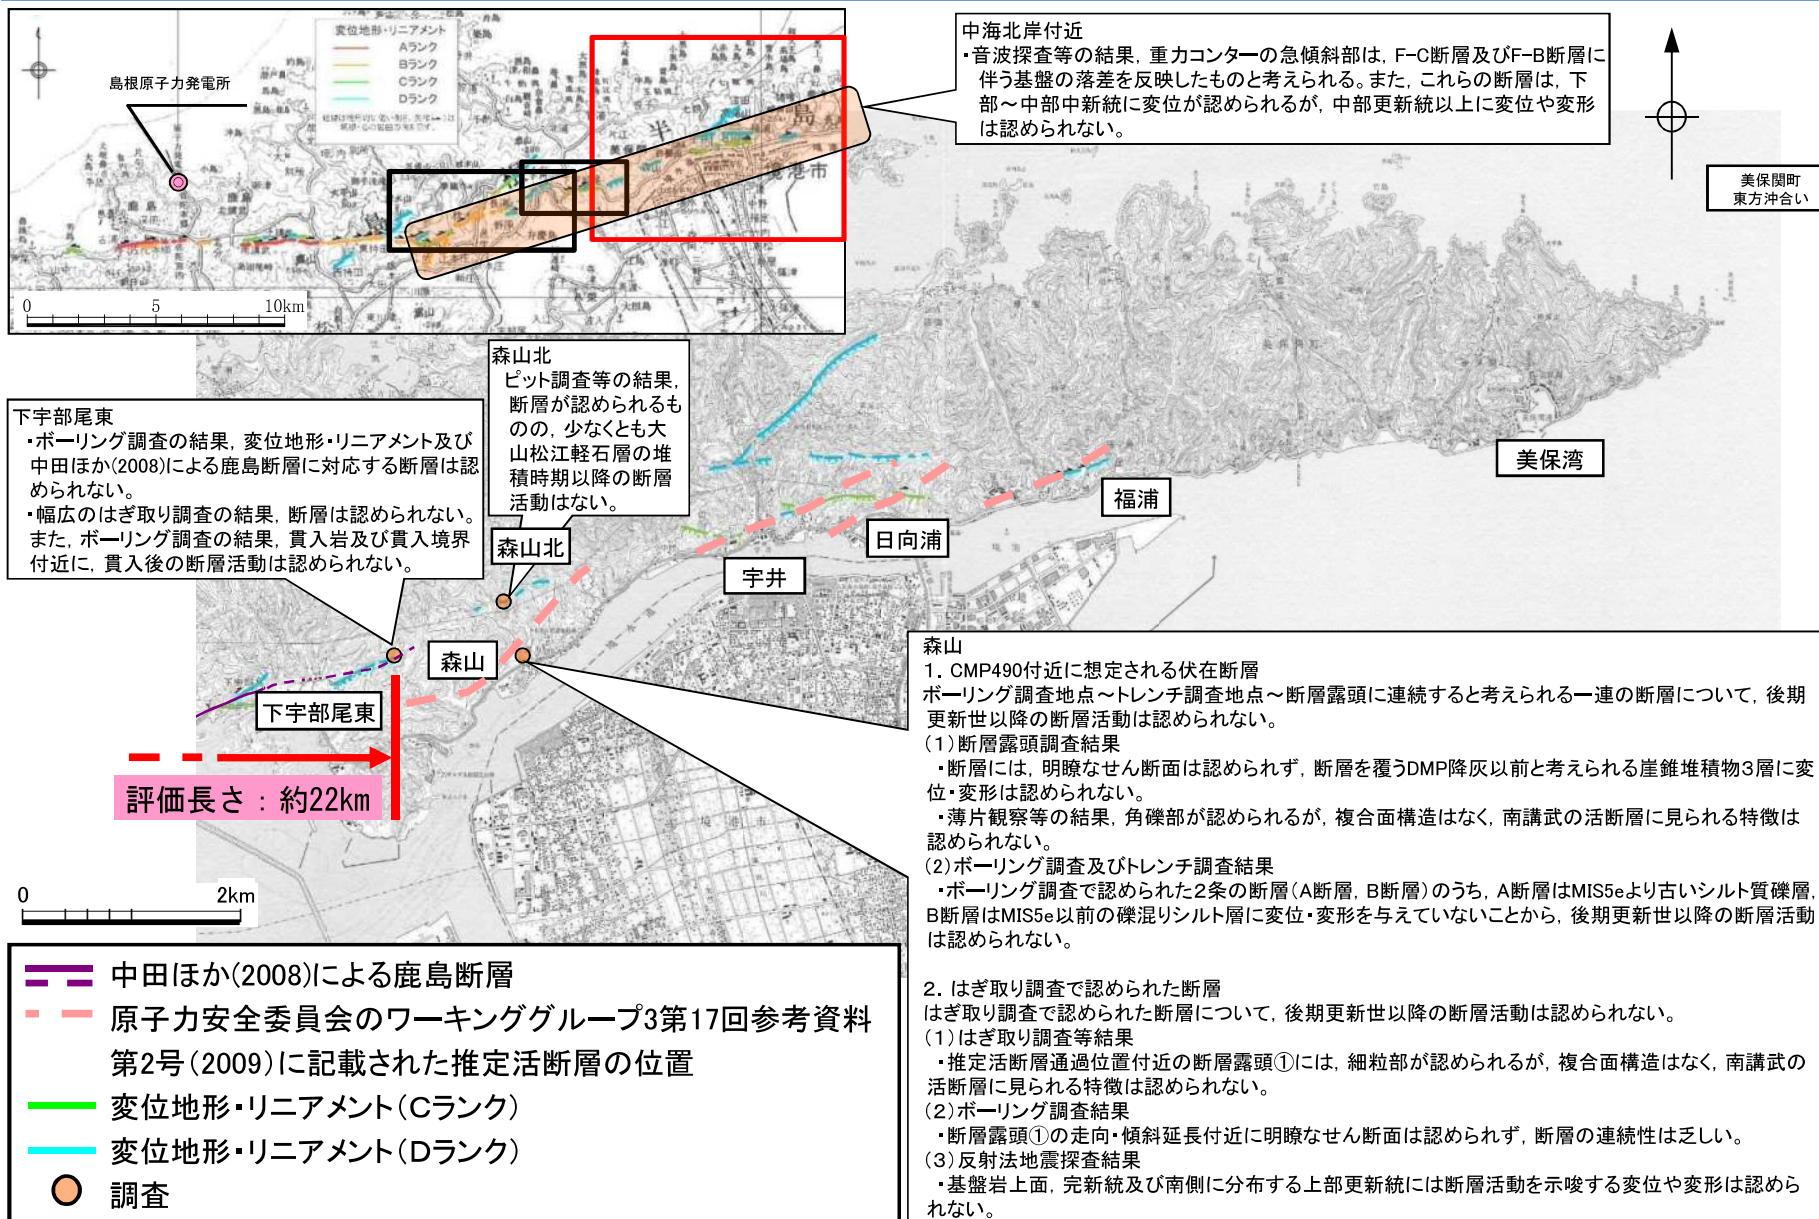 変位地形・リニアメント
Aランク
Bランク
Cランク
Dランク
島根原子力発電所
鹿島
半
島
境港市
0 5 10km
中海北岸付近
・音波探査等の結果，重力コンターの急傾斜部は，F-C断層及びF-B断層に
伴う基盤の落差を反映したものと考えられる。また，これらの断層は，下
部～中部中新統に変位が認められるが，中部更新統以上に変位や変形
は認められない。
美保関町
東方沖合い
森山北
ピット調査等の結果，
断層が認められるも
のの，少なくとも大
山松江軽石層の堆
積時期以降の断層
活動はない。
下宇部尾東
・ボーリング調査の結果，変位地形・リニアメント及び
中田ほか(2008)による鹿島断層に対応する断層は認
められない。
・幅広のはぎ取り調査の結果，断層は認められない。
また，ボーリング調査の結果，貫入岩及び貫入境界
付近に，貫入後の断層活動は認められない。
美保湾
福浦
日向浦
森山北
宇井
森山
下宇部尾東
評価長さ：約22km
0 2km
森山
1．CMP490付近に想定される伏在断層
ボーリング調査地点～トレンチ調査地点～断層露頭に連続すると考えられる一連の断層について，後期
更新世以降の断層活動は認められない。
(1)断層露頭調査結果
・断層には，明瞭なせん断面は認められず，断層を覆うDMP降灰以前と考えられる崖錐堆積物3層に変
位・変形は認められない。
・薄片観察等の結果，角礫部が認められるが，複合面構造はなく，南講武の活断層に見られる特徴は
認められない。
(2)ボーリング調査及びトレンチ調査結果
・ボーリング調査で認められた2条の断層(A断層，B断層)のうち，A断層はMIS5eより古いシルト質礫層，
B断層はMIS5e以前の礫混りシルト層に変位・変形を与えていないことから，後期更新世以降の断層活動
は認められない。
2．はぎ取り調査で認められた断層
はぎ取り調査で認められた断層について，後期更新世以降の断層活動は認められない。
(1)はぎ取り調査等結果
・推定活断層通過位置付近の断層露頭①には，細粒部が認められるが，複合面構造はなく，南講武の
活断層に見られる特徴は認められない。
(2)ボーリング調査結果
・断層露頭①の走向・傾斜延長付近に明瞭なせん断面は認められず，断層の連続性は乏しい。
(3)反射法地震探査結果
・基盤岩上面，完新統及び南側に分布する上部更新統には断層活動を示唆する変位や変形は認めら
れない。
中田ほか(2008)による鹿島断層
原子力安全委員会のワーキンググループ3第17回参考資料
第2号(2009)に記載された推定活断層の位置
変位地形・リニアメント(Cランク)
変位地形・リニアメント(Dランク)
調査